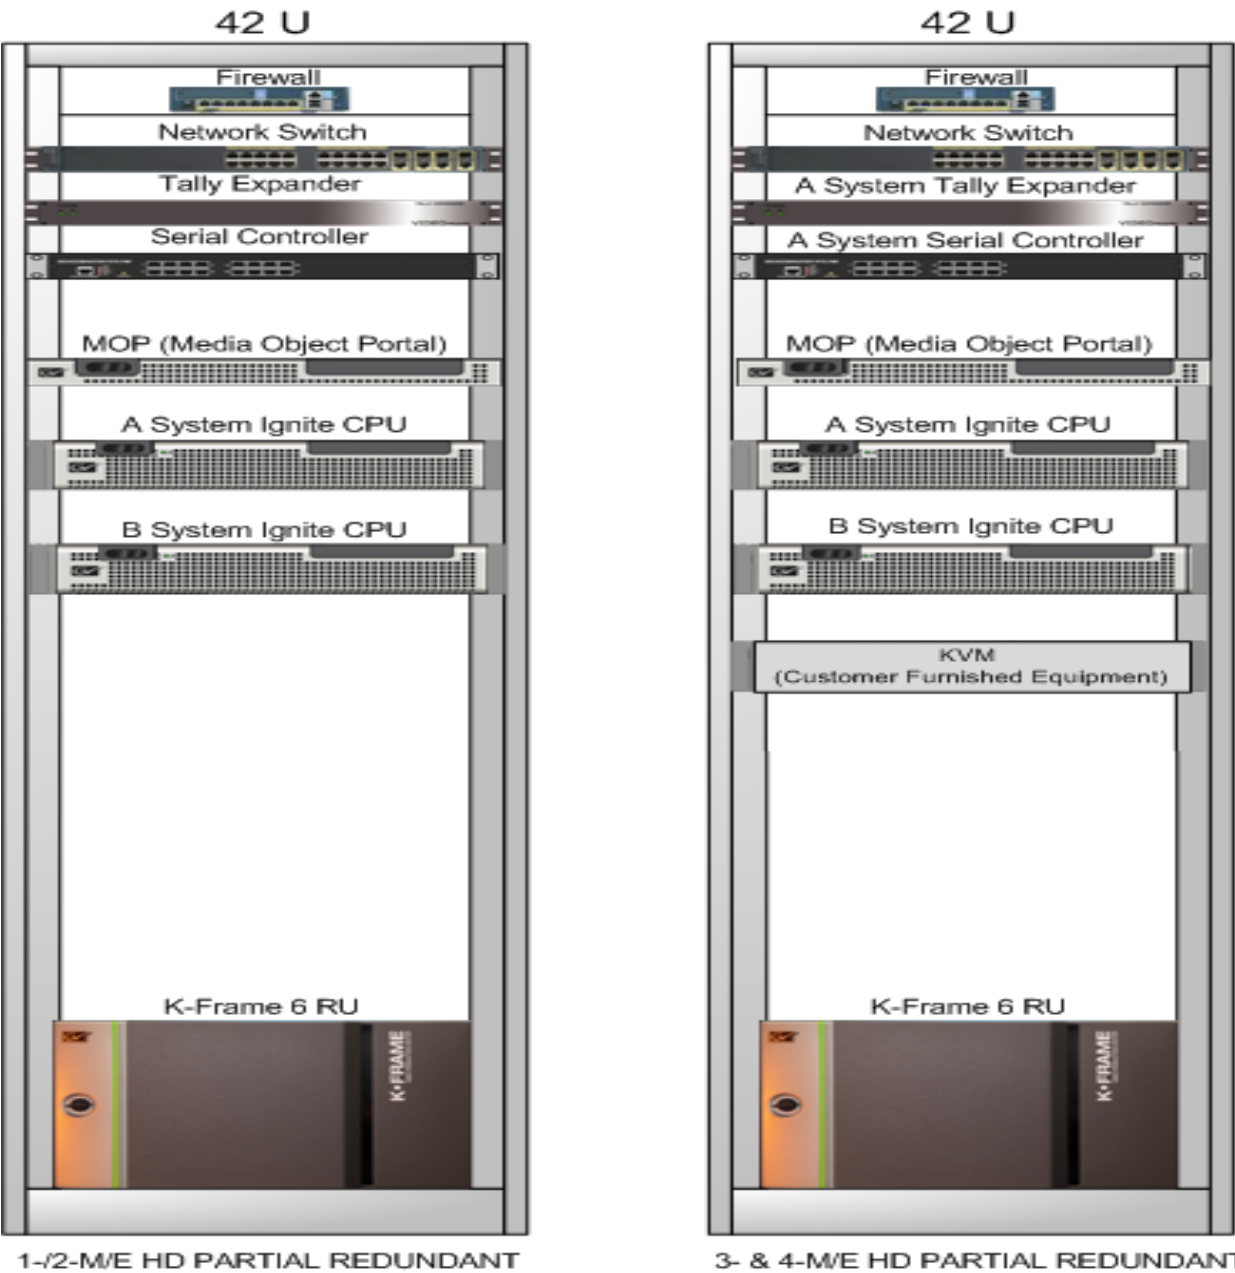 42 U
Firewall
Network Switch
Tally Expander
Serial Controller
MOP (Media Object Portal)
A System Ignite CPU
B System Ignite CPU
K-Frame 6 RU
K•FRAME
1-/2-M/E HD PARTIAL REDUNDANT
42 U
Firewall
Network Switch
A System Tally Expander
A System Serial Controller
MOP (Media Object Portal)
A System Ignite CPU
B System Ignite CPU
KVM
(Customer Furnished Equipment)
K-Frame 6 RU
K•FRAME
3- & 4-M/E HD PARTIAL REDUNDANT